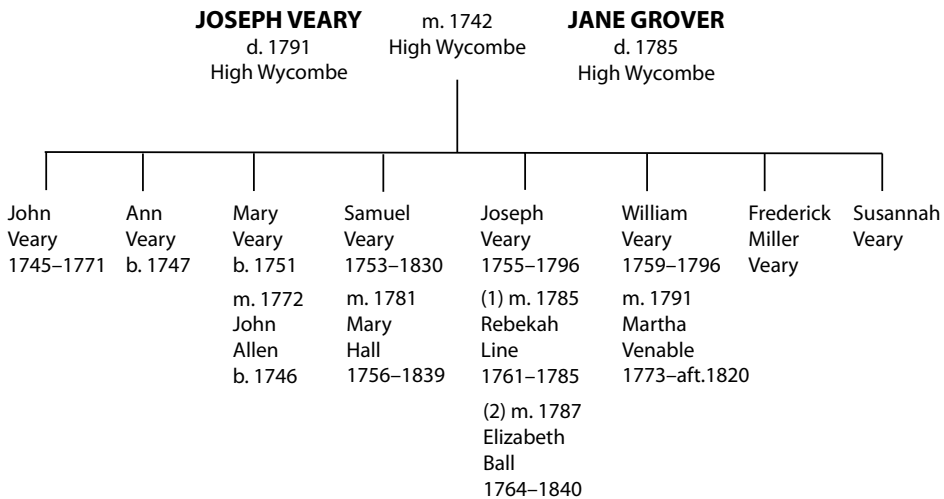 JOSEPH VEARY
d. 1791
High Wycombe
m. 1742
High Wycombe
JANE GROVER
d. 1785
High Wycombe
John
Veary
1745–1771
Ann
Veary
b. 1747
Mary
Veary
b. 1751
m. 1772
John
Allen
b. 1746
Samuel
Veary
1753–1830
m. 1781
Mary
Hall
1756–1839
Joseph
Veary
1755–1796
(1) m. 1785
Rebekah
Line
1761–1785
(2) m. 1787
Elizabeth
Ball
1764–1840
William
Veary
1759–1796
m. 1791
Martha
Venable
1773–aft.1820
Frederick
Miller
Veary
Susannah
Veary